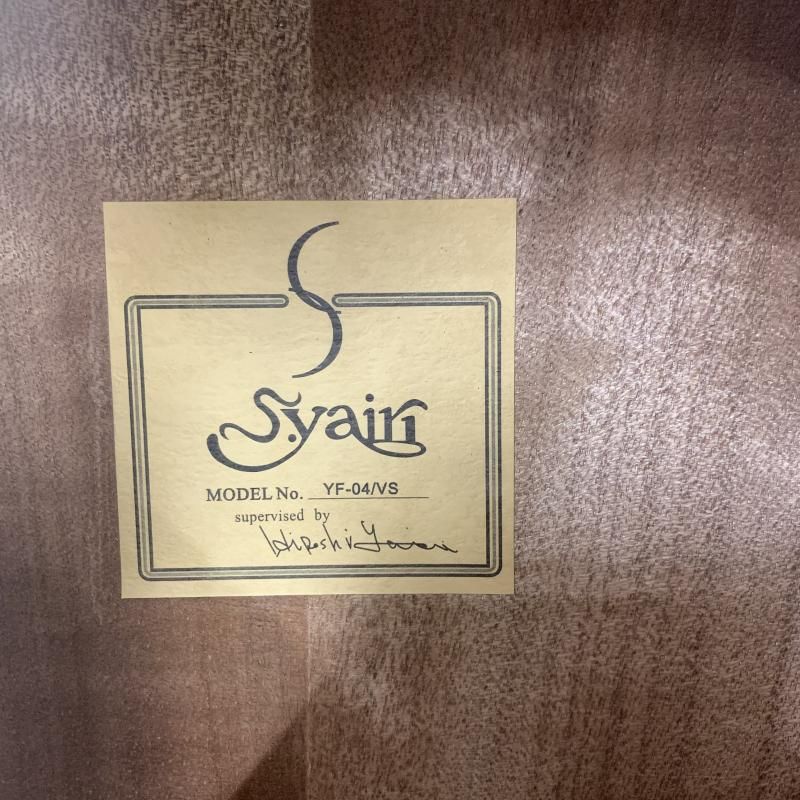 S.yairi
MODEL No. YF-04/VS
supervised by
Hiroshi Yairi